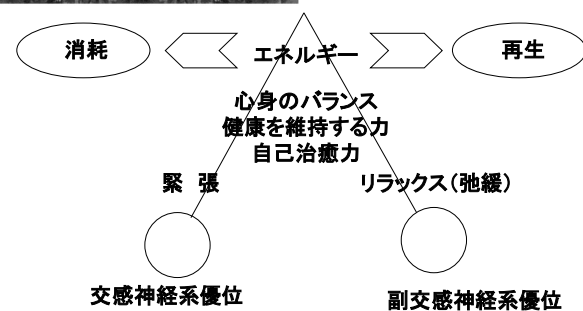 消耗
エネルギー
再生
心身のバランス
健康を維持する力
自己治癒力
緊 張
リラックス(弛緩)
交感神経系優位
副交感神経系優位